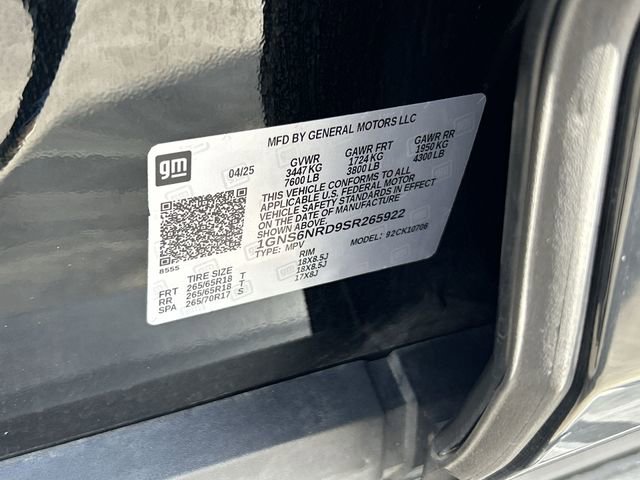 MFD BY GENERAL MOTORS LLC
gm 04/25 GVWR GAWR FRT GAWR RR
3447 KG 1724 KG 1950 KG
7600 LB 3800 LB 4300 LB
THIS VEHICLE CONFORMS TO ALL
APPLICABLE U.S. FEDERAL MOTOR
VEHICLE SAFETY STANDARDS IN EFFECT
ON THE DATE OF MANUFACTURE
SHOWN ABOVE.
1GNS6NRD9SR265922
TYPE: MPV MODEL: 92CK10706
8555
TIRE SIZE RIM
FRT 265/65R18 T 18X8.5J
RR 265/65R18 T 18X8.5J
SPA 265/70R17 S 17X8J